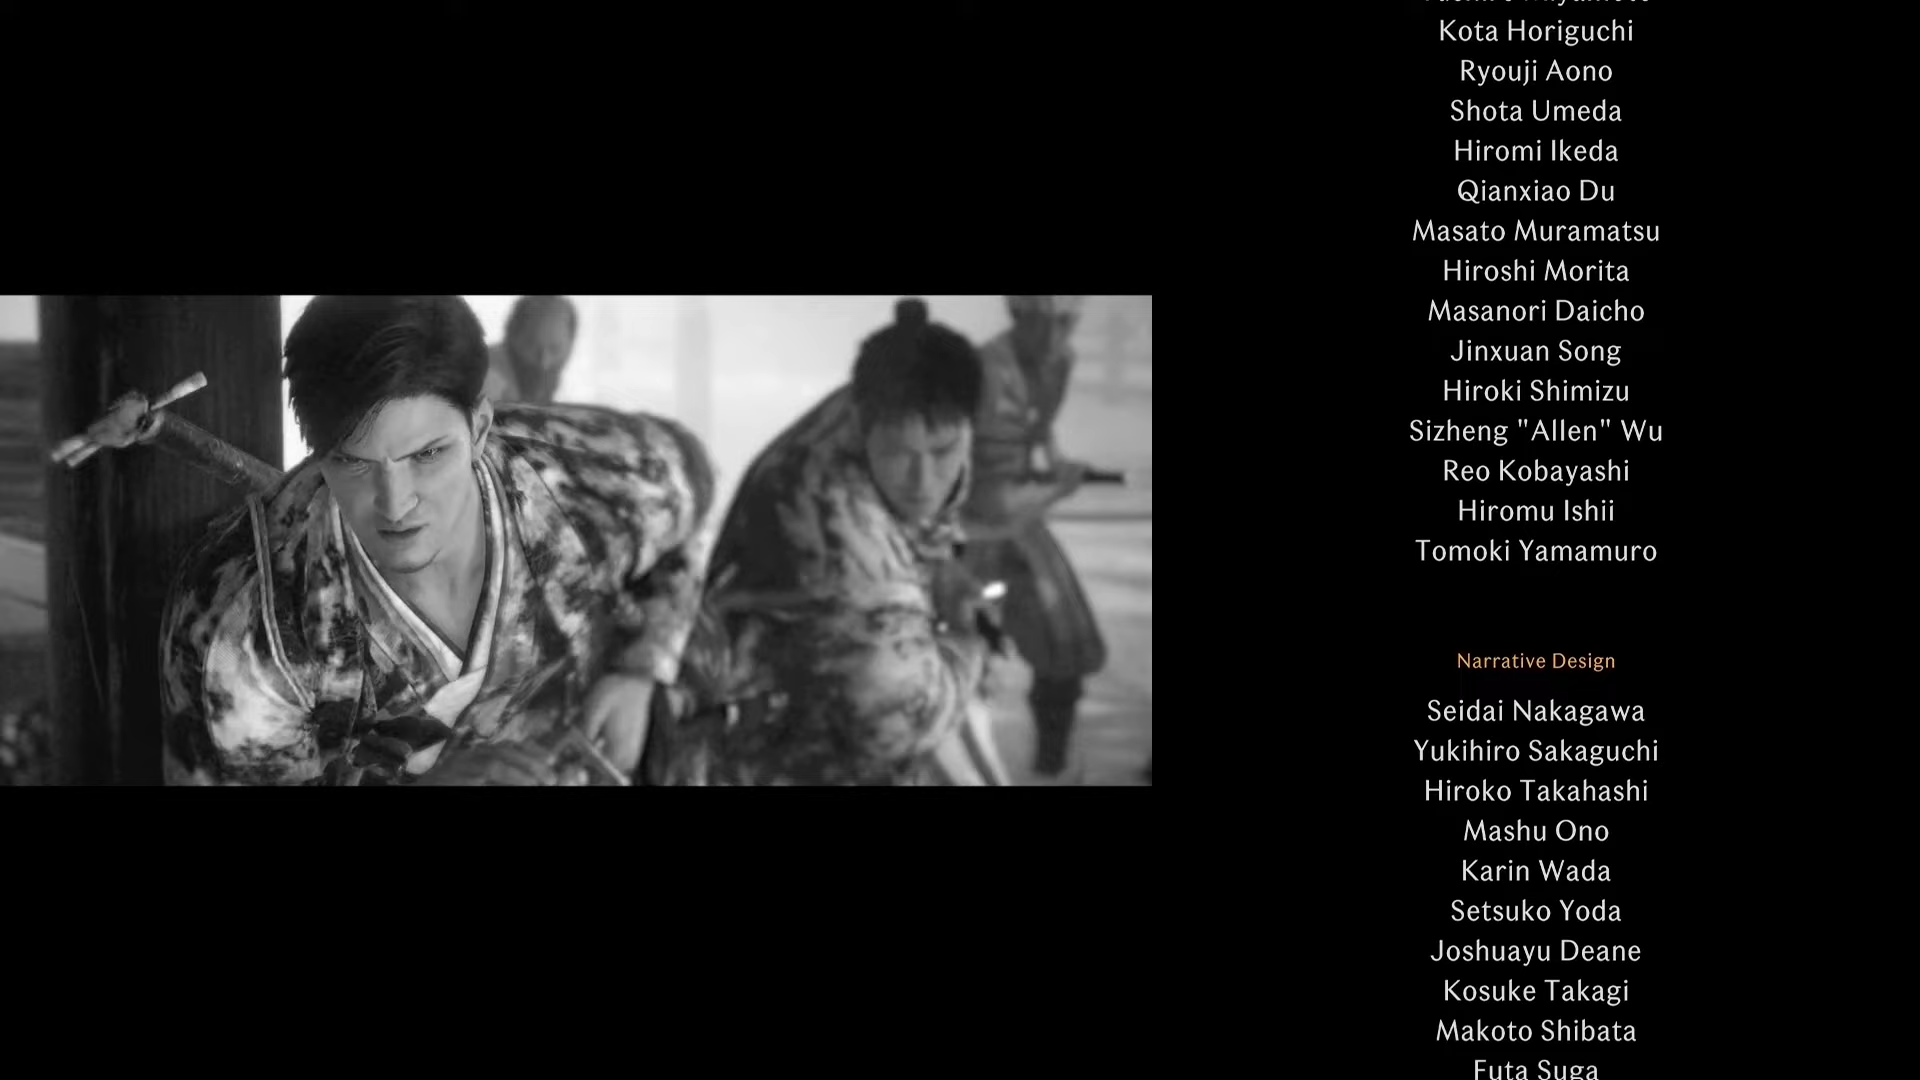 Kota Horiguchi
Ryouji Aono
Shota Umeda
Hiromi Ikeda
Qianxiao Du
Masato Muramatsu
Hiroshi Morita
Masanori Daicho
Jinxuan Song
Hiroki Shimizu
Sizheng "Allen" Wu
Reo Kobayashi
Hiromu Ishii
Tomoki Yamamuro
Narrative Design
Seidai Nakagawa
Yukihiro Sakaguchi
Hiroko Takahashi
Mashu Ono
Karin Wada
Setsuko Yoda
Joshuayu Deane
Kosuke Takagi
Makoto Shibata
Futa Suga